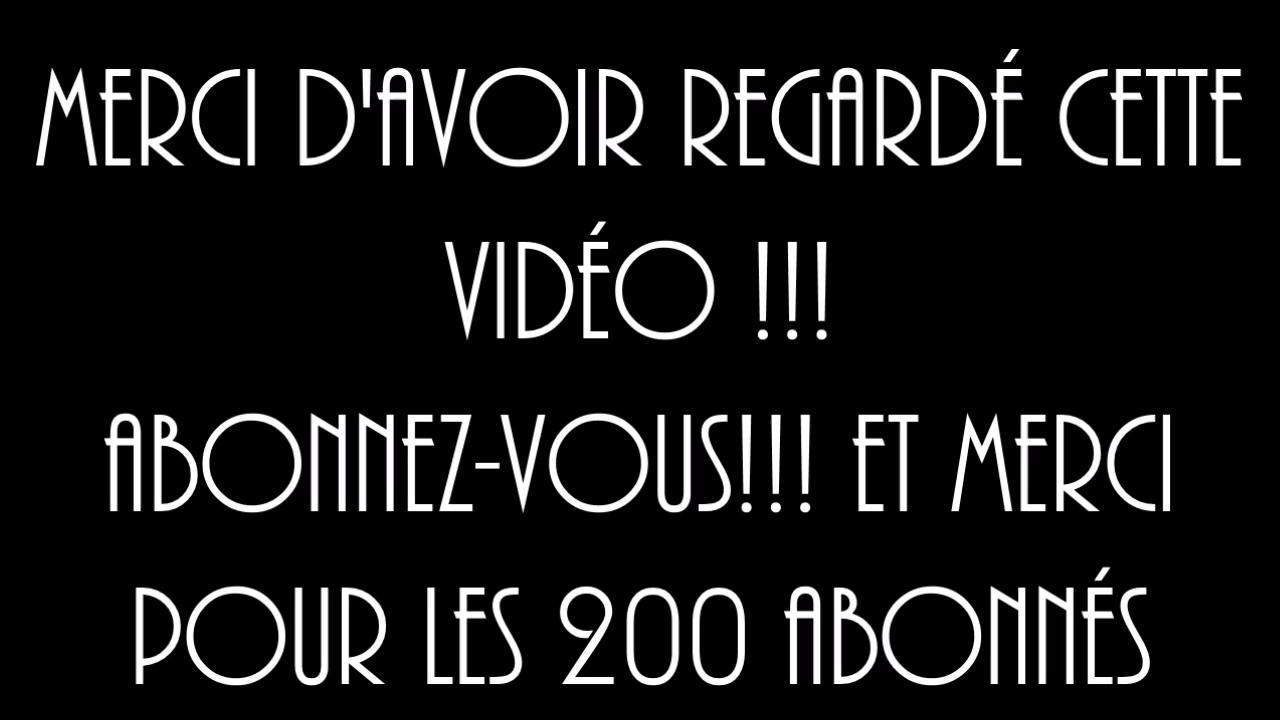 MERCI D'AVOIR REGARDÉ CETTE
VIDÉO !!!
ABONNEZ-VOUS!!! ET MERCI
POUR LES 200 ABONNÉS